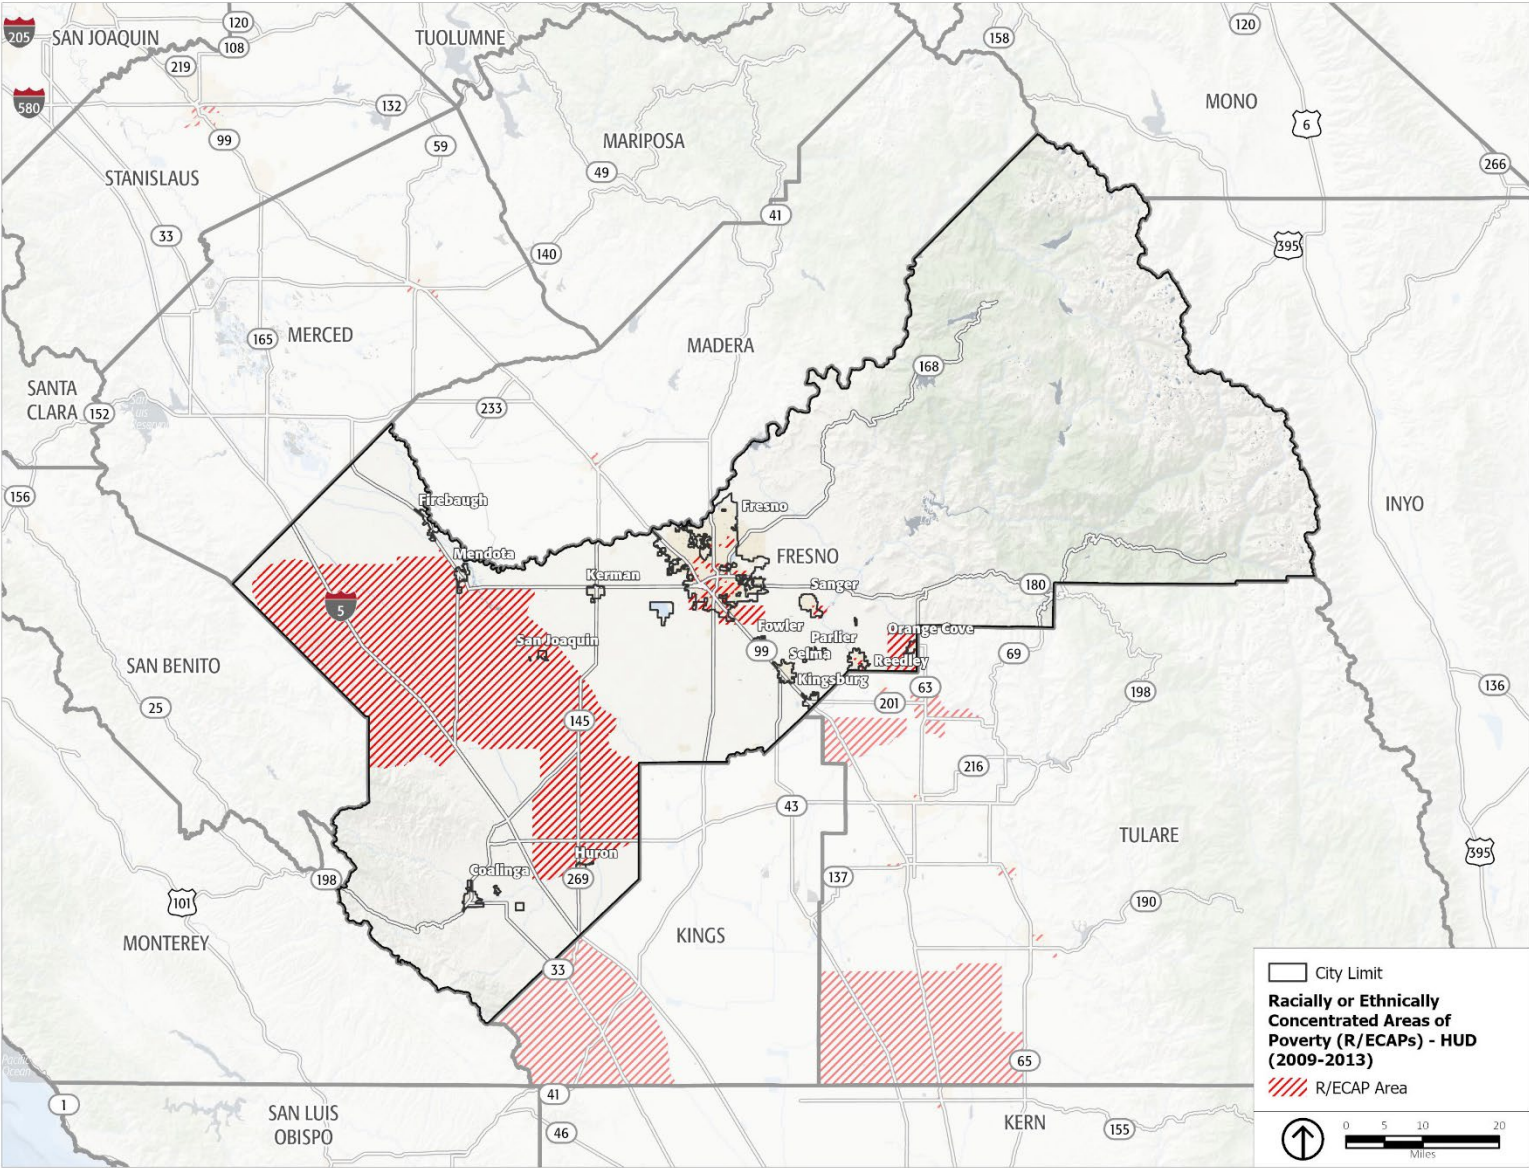 205
SAN JOAQUIN
120
108
219
TUOLUMNE
158
120
580
132
MONO
6
99
59
MARIPOSA
49
266
STANISLAUS
33
41
140
395
165
MERCED
MADERA
168
SANTA
CLARA
152
233
156
Firebaugh
Fresno
INYO
Mendota
FRESNO
Kerman
Sanger
180
5
San Joaquin
Fowler
Orange Cove
Parlier
99
Selma
Reedley
69
SAN BENITO
Kingsburg
63
198
136
25
201
145
216
43
TULARE
Huron
Coalinga
269
198
137
395
101
190
MONTEREY
KINGS
33
City Limit
Racially or Ethnically
Concentrated Areas of
Poverty (R/ECAPs) - HUD
(2009-2013)
R/ECAP Area
65
Pacific
Ocean
41
1
SAN LUIS
OBISPO
46
KERN
155
0 5 10 20
Miles